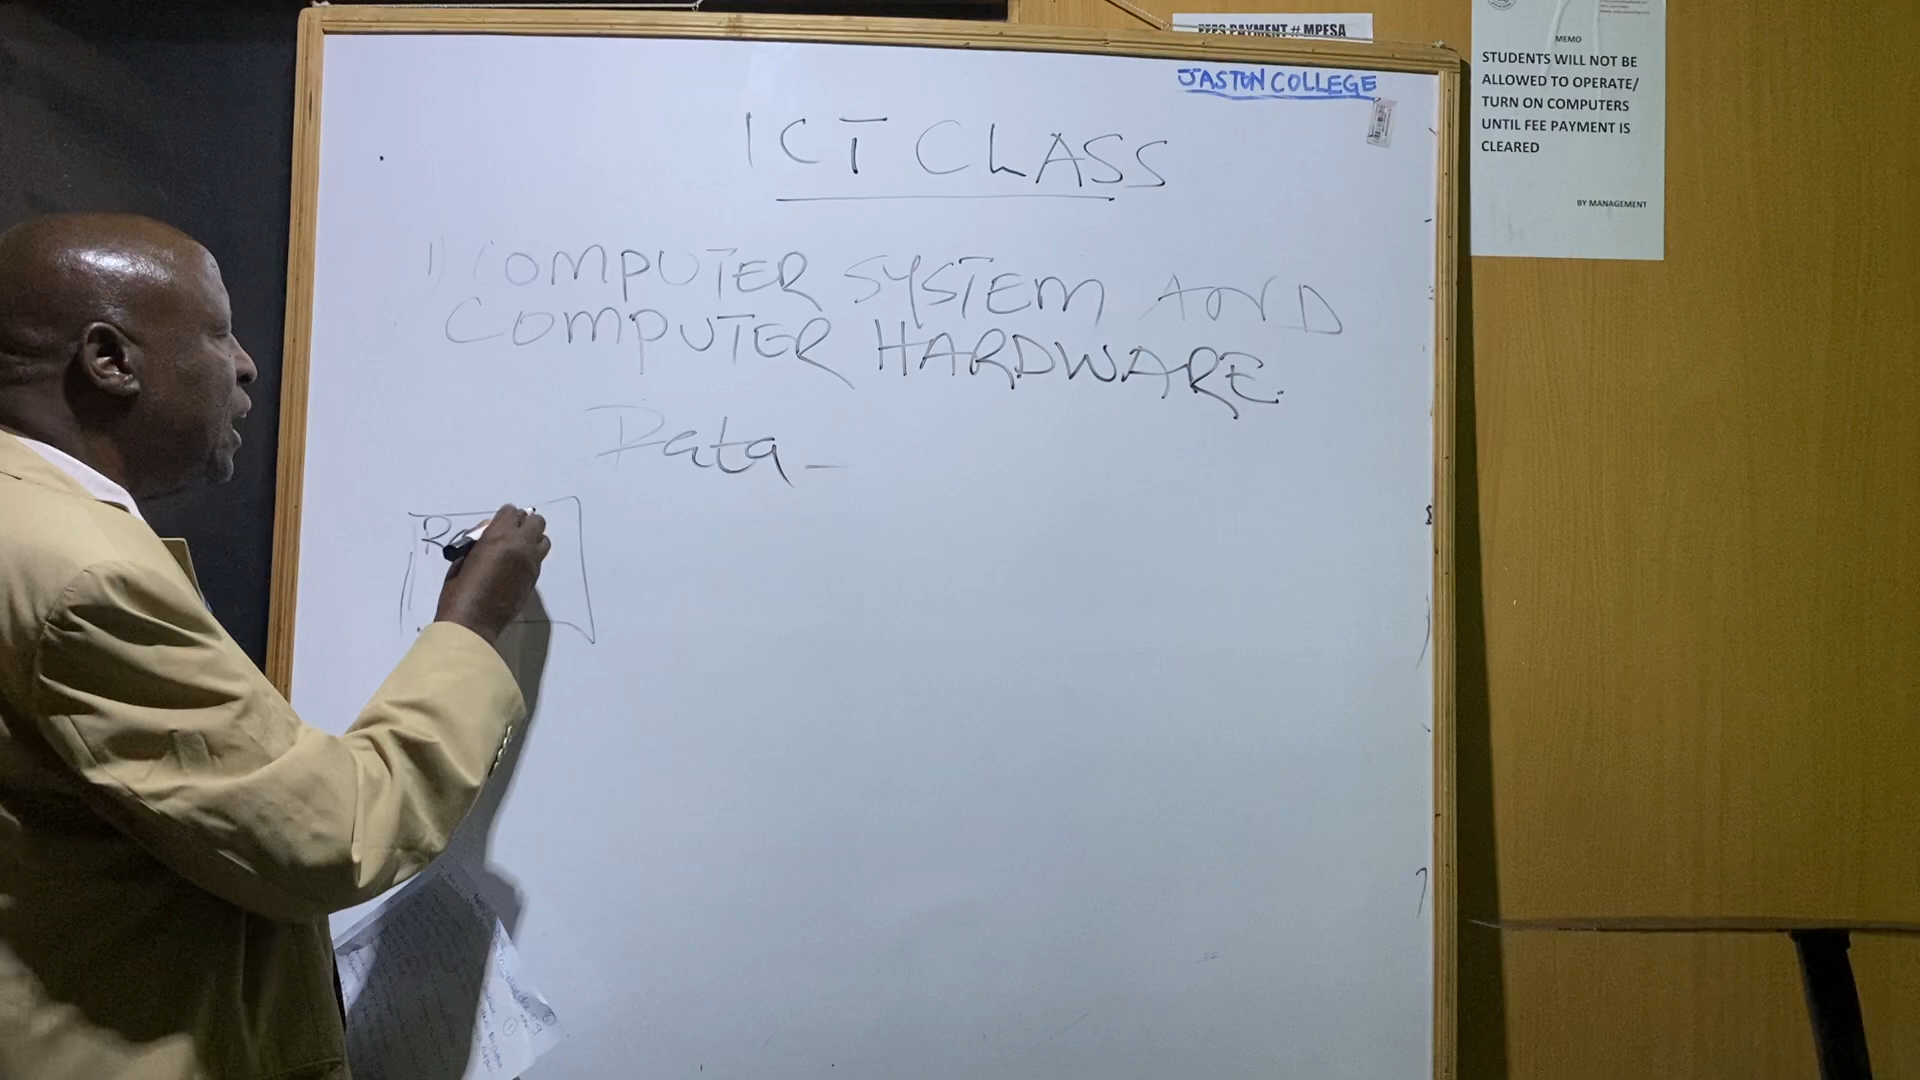 FEES PAYMENT # MPESA
JASTON COLLEGE
ICT CLASS
1) COMPUTER SYSTEM AND
COMPUTER HARDWARE
Data -
MEMO
STUDENTS WILL NOT BE
ALLOWED TO OPERATE/
TURN ON COMPUTERS
UNTIL FEE PAYMENT IS
CLEARED
BY MANAGEMENT